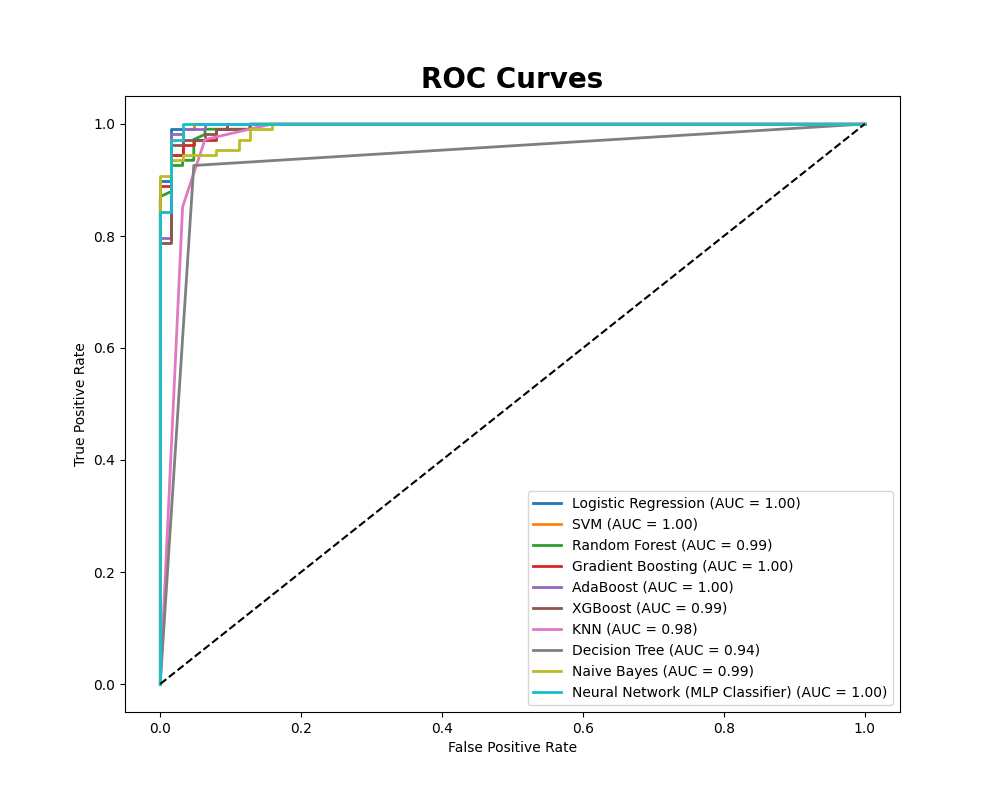 ROC Curves
1.0
0.8
0.6
0.4
0.2
0.0
True Positive Rate
0.0 0.2 0.4 0.6 0.8 1.0
False Positive Rate
Logistic Regression (AUC = 1.00)
SVM (AUC = 1.00)
Random Forest (AUC = 0.99)
Gradient Boosting (AUC = 1.00)
AdaBoost (AUC = 1.00)
XGBoost (AUC = 0.99)
KNN (AUC = 0.98)
Decision Tree (AUC = 0.94)
Naive Bayes (AUC = 0.99)
Neural Network (MLP Classifier) (AUC = 1.00)